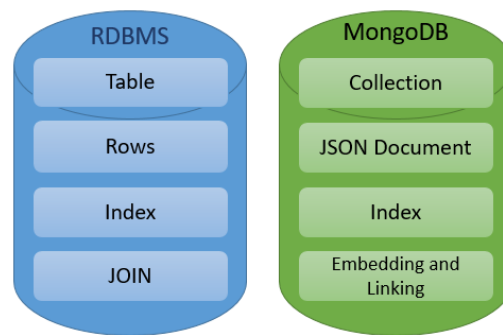 RDBMS
Table
Rows
Index
JOIN
MongoDB
Collection
JSON Document
Index
Embedding and
Linking